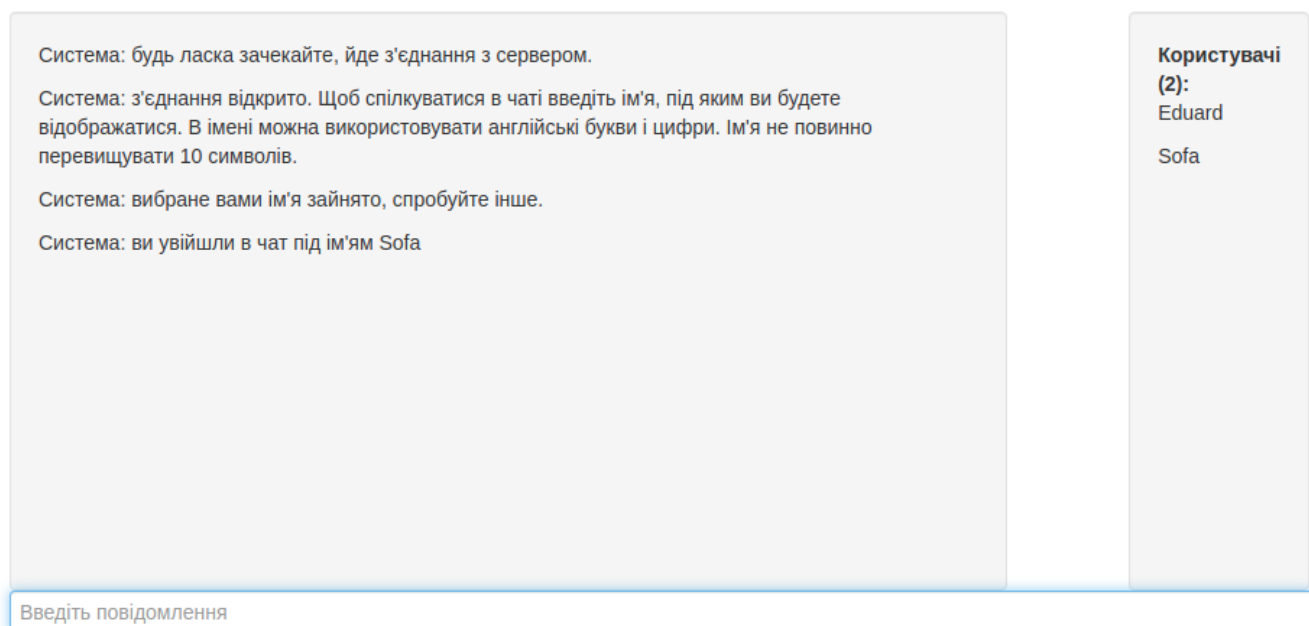 Система: будь ласка зачекайте, йде з'єднання з сервером.
Система: з'єднання відкрито. Щоб спілкуватися в чаті введіть ім'я, під яким ви будете
відображатися. В імені можна використовувати англійські букви і цифри. Ім'я не повинно
перевищувати 10 символів.
Система: вибране вами ім'я зайнято, спробуйте інше.
Система: ви увійшли в чат під ім'ям Sofa
Користувачі
(2):
Eduard
Sofa
Введіть повідомлення